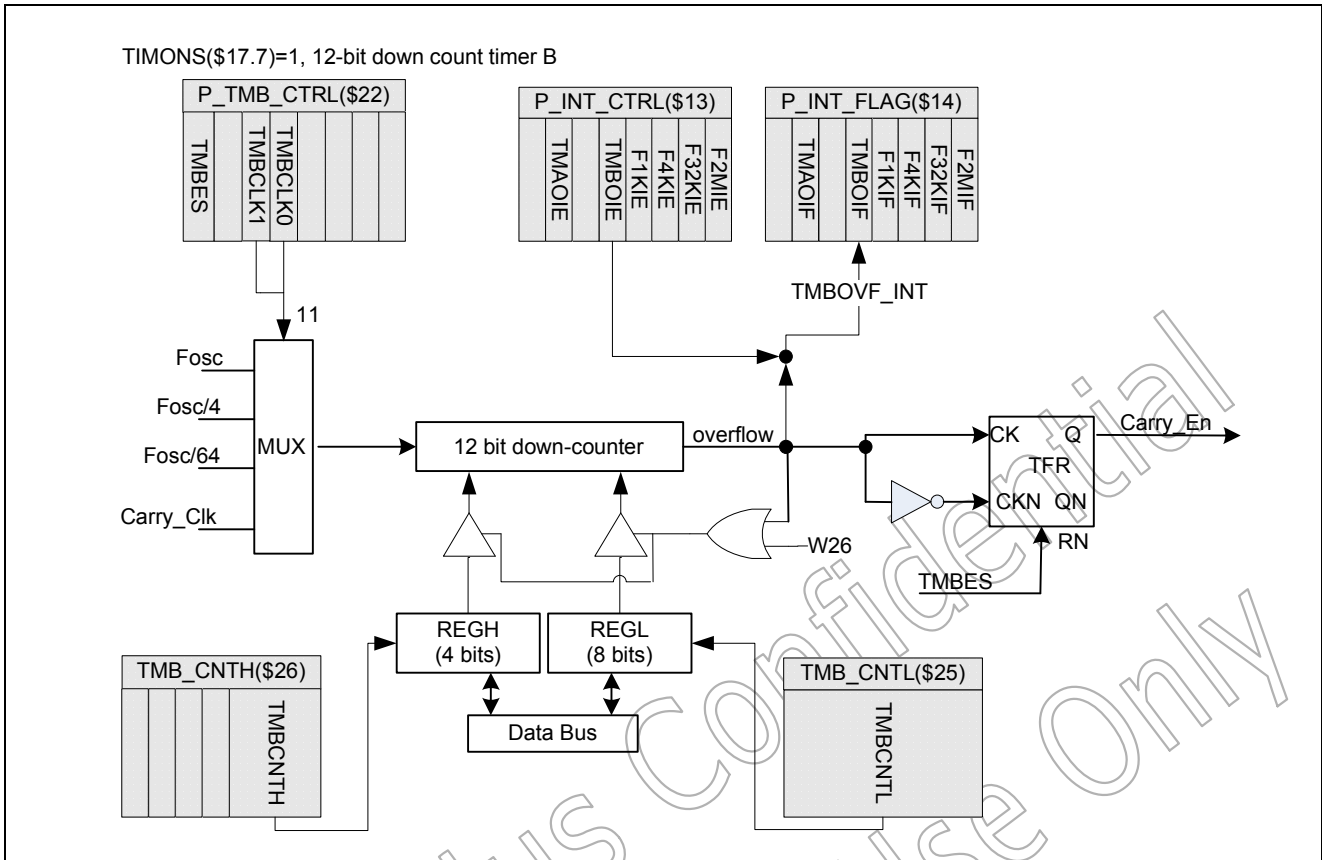 TIMONS($17.7)=1, 12-bit down count timer B
P_TMB_CTRL($22)
TMBES
TMBCLK1
TMBCLK0
P_INT_CTRL($13)
TMAOIE
TMBOIE
F1KIE
F4KIE
F32KIE
F2MIE
P_INT_FLAG($14)
TMAOIF
TMBOIF
F1KIF
F4KIF
F32KIF
F2MIF
TMBOVF_INT
11
Fosc
Fosc/4
Fosc/64
Carry_Clk
MUX
12 bit down-counter
overflow
W26
CK Q
TFR
CKN QN
RN
Carry_En
TMBES
REGH
(4 bits)
REGL
(8 bits)
Data Bus
TMB_CNTH($26)
TMBCNTH
TMB_CNTL($25)
TMBCNTL
Confidential
Use Only